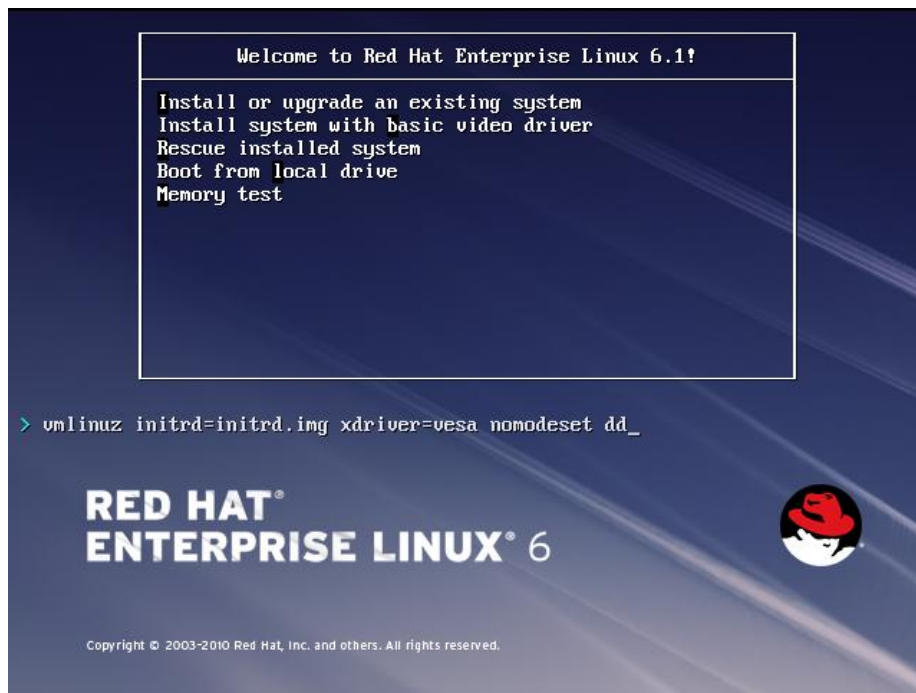 Welcome to Red Hat Enterprise Linux 6.1!
Install or upgrade an existing system
Install system with basic video driver
Rescue installed system
Boot from local drive
Memory test
> vmlinuz initrd=initrd.img xdriver=vesa nomodeset dd_
RED HAT®
ENTERPRISE LINUX® 6
Copyright © 2003-2010 Red Hat, Inc. and others. All rights reserved.